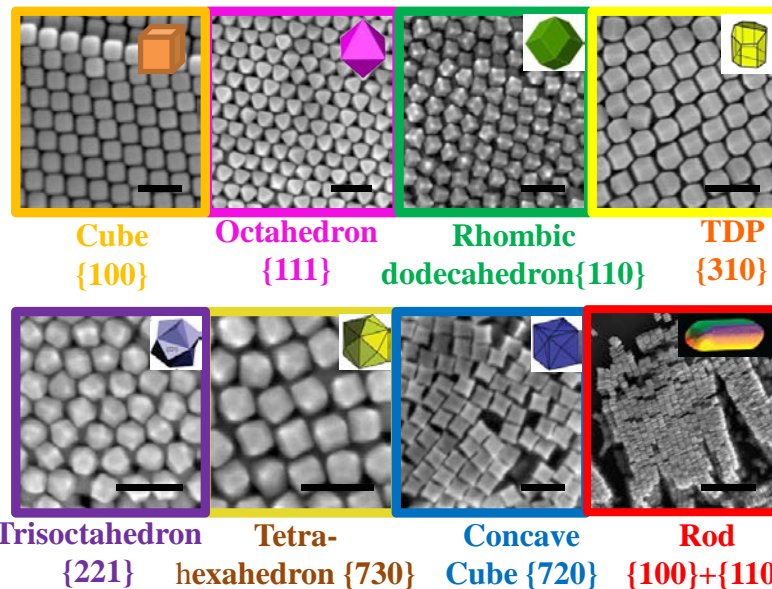 Cube
{100}
Octahedron
{111}
Rhombic
dodecahedron{110}
TDP
{310}
Trisoctahedron
{221}
Tetra-
hexahedron {730}
Concave
Cube {720}
Rod
{100}+{110